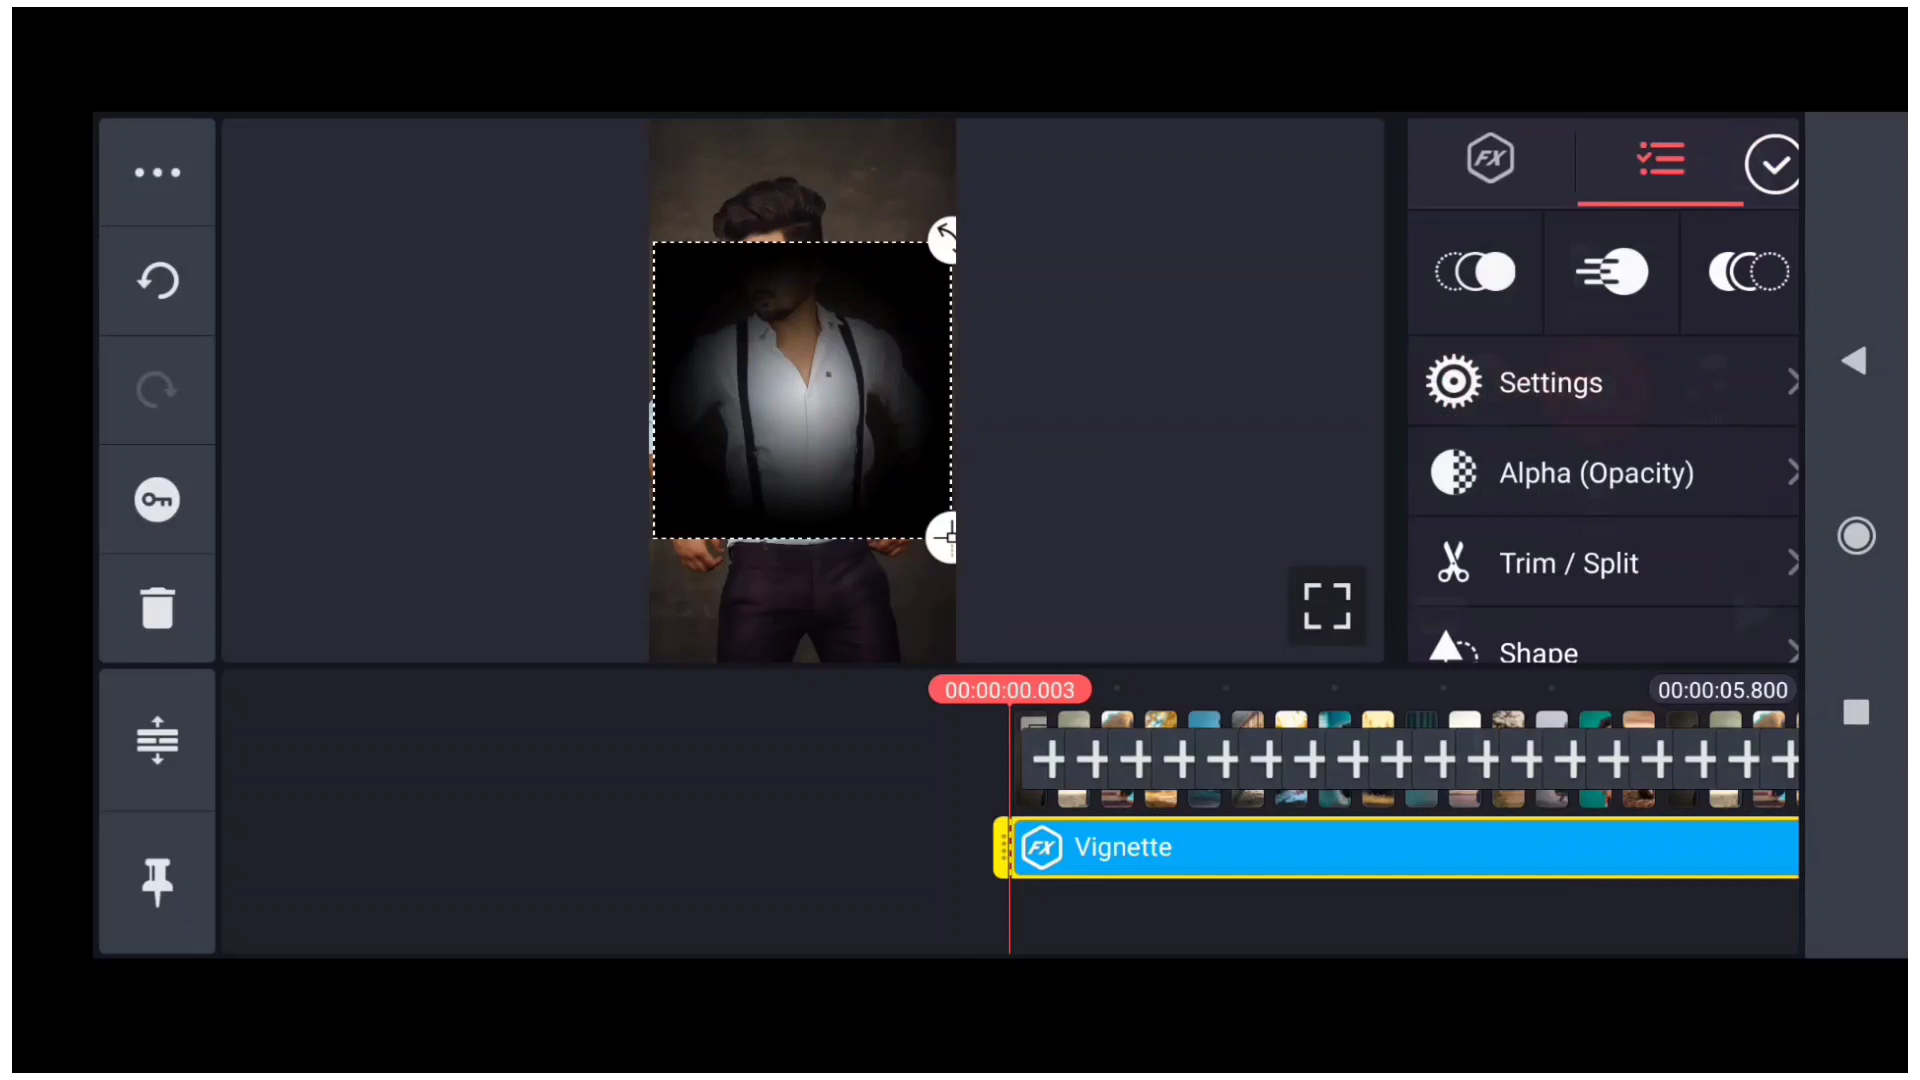 FX
Settings
Alpha (Opacity)
Trim / Split
Shape
00:00:00.003
00:00:05.800
FX
Vignette